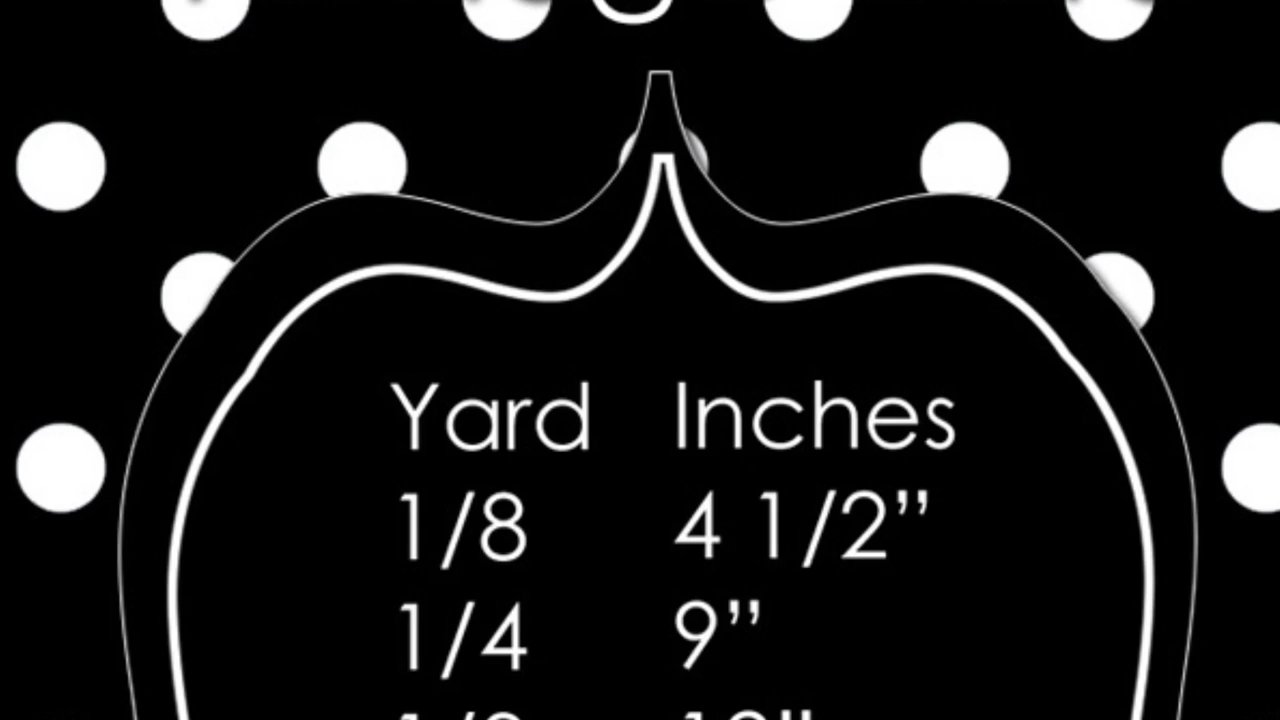 Yard Inches
1/8 4 1/2”
1/4 9”